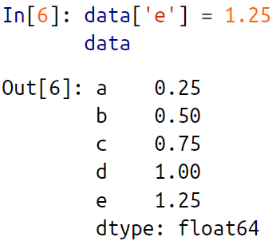 In[6]: data['e'] = 1.25
data
Out[6]: a 0.25
b 0.50
c 0.75
d 1.00
e 1.25
dtype: float64